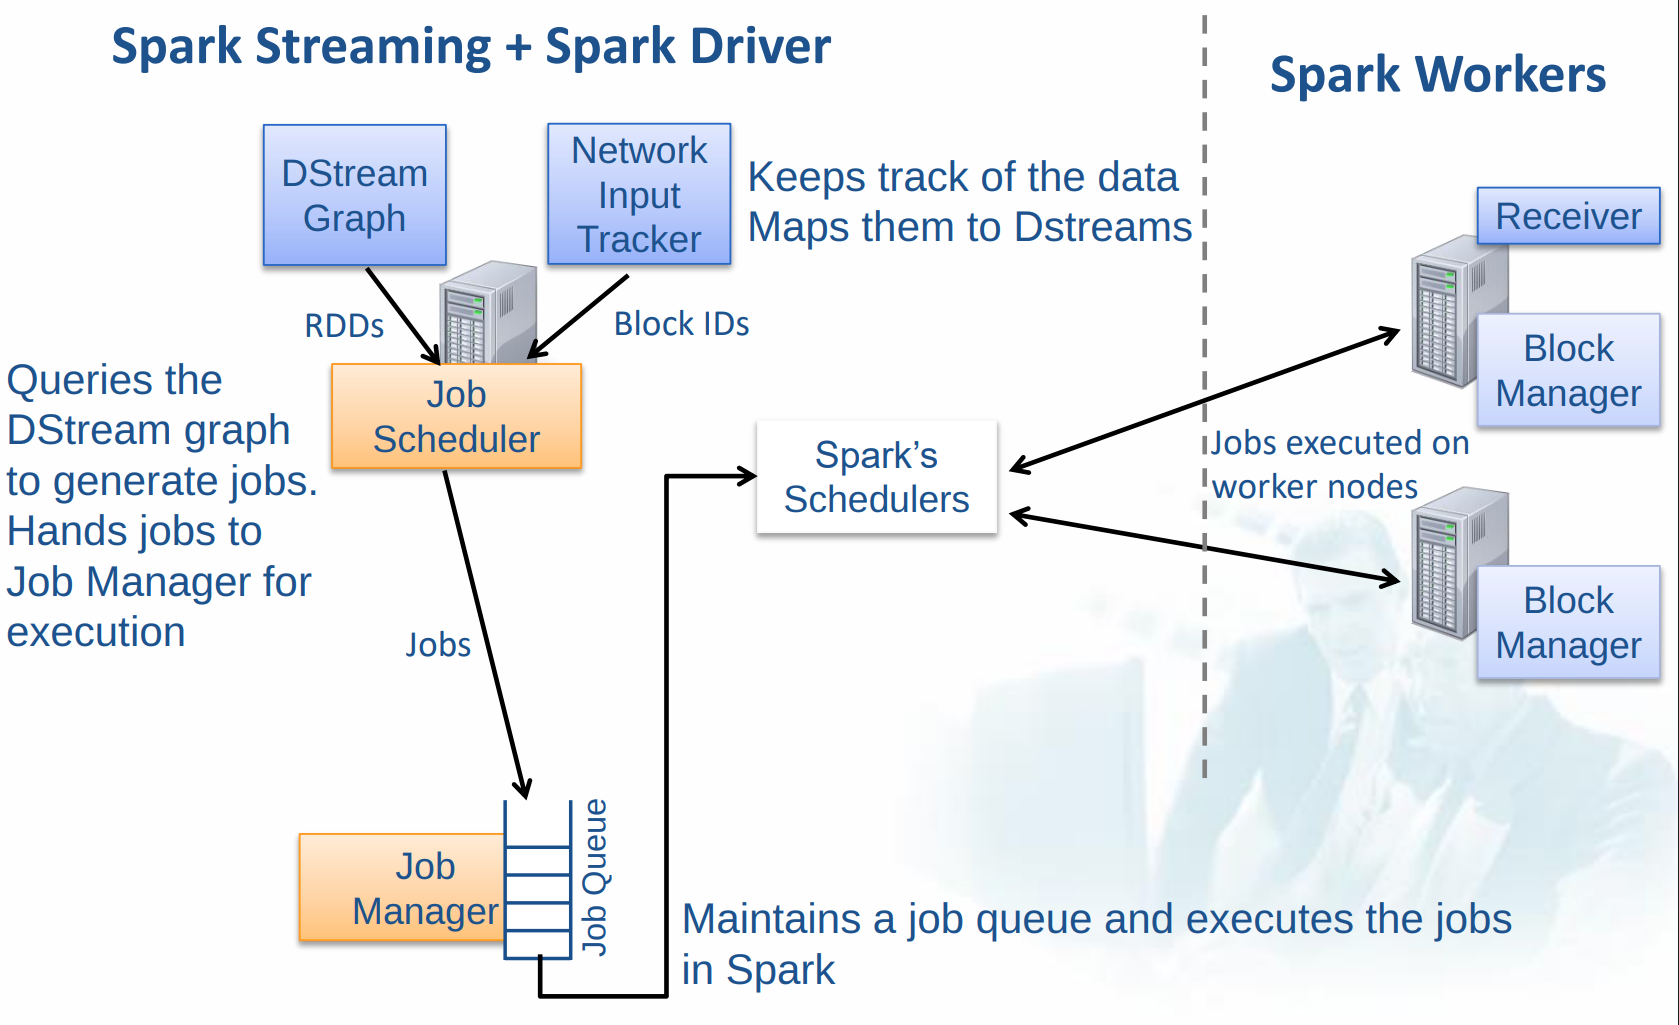 Spark Streaming + Spark Driver
Spark Workers
DStream
Graph
Network
Input
Tracker
Keeps track of the data
Maps them to Dstreams
Receiver
RDDs
Block IDs
Block
Manager
Queries the
DStream graph
to generate jobs.
Hands jobs to
Job Manager for
execution
Job
Scheduler
Spark’s
Schedulers
Jobs executed on
worker nodes
Block
Manager
Jobs
Job
Manager
Job Queue
Maintains a job queue and executes the jobs
in Spark